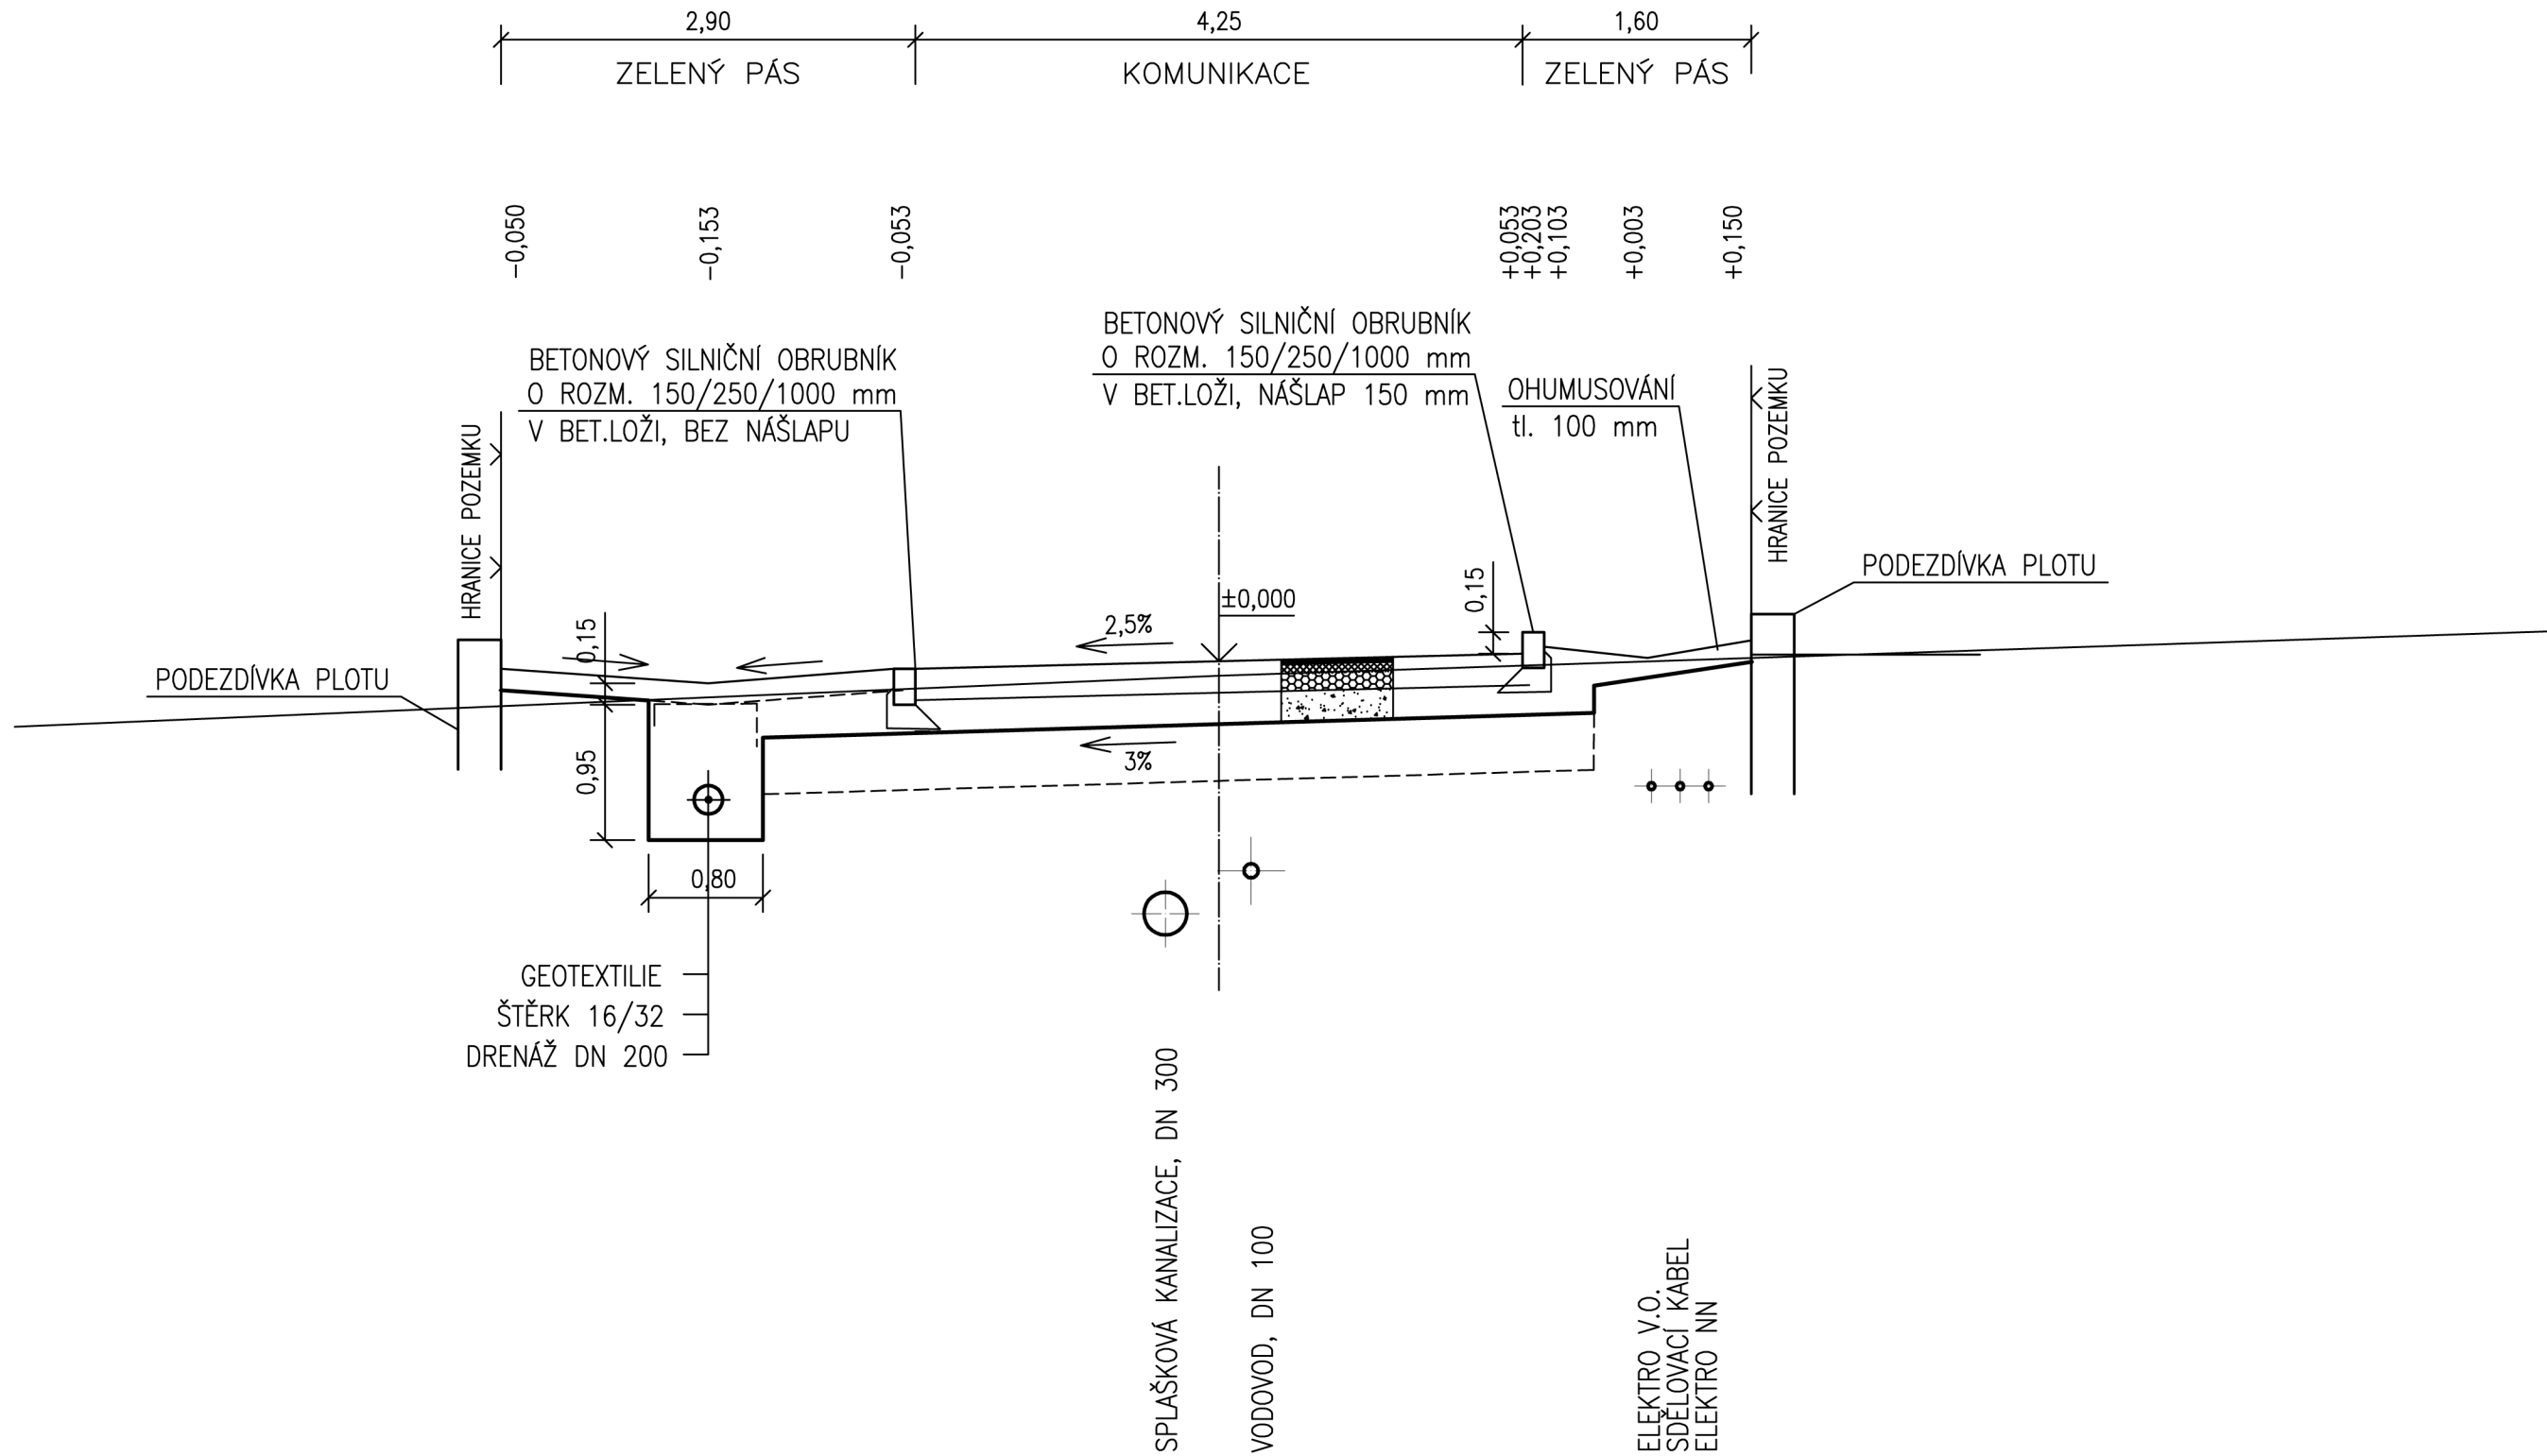 2,90
4,25
1,60
ZELENÝ PÁS
KOMUNIKACE
ZELENÝ PÁS
-0,050
-0,153
-0,053
+0,053
+0,203
+0,103
+0,003
+0,150
BETONOVÝ SILNIČNÍ OBRUBNÍK
O ROZM. 150/250/1000 mm
V BET.LOŽI, BEZ NÁŠLAPU
BETONOVÝ SILNIČNÍ OBRUBNÍK
O ROZM. 150/250/1000 mm
V BET.LOŽI, NÁŠLAP 150 mm
OHUMUSOVÁNÍ
tl. 100 mm
HRANICE POZEMKU
HRANICE POZEMKU
PODEZDÍVKA PLOTU
PODEZDÍVKA PLOTU
0,15
2,5%
±0,000
0,15
0,95
3%
0,80
GEOTEXTILIE
ŠTĚRK 16/32
DRENÁŽ DN 200
SPLAŠKOVÁ KANALIZACE, DN 300
VODOVOD, DN 100
ELEKTRO V.O.
SDĚLOVACÍ KABEL
ELEKTRO NN